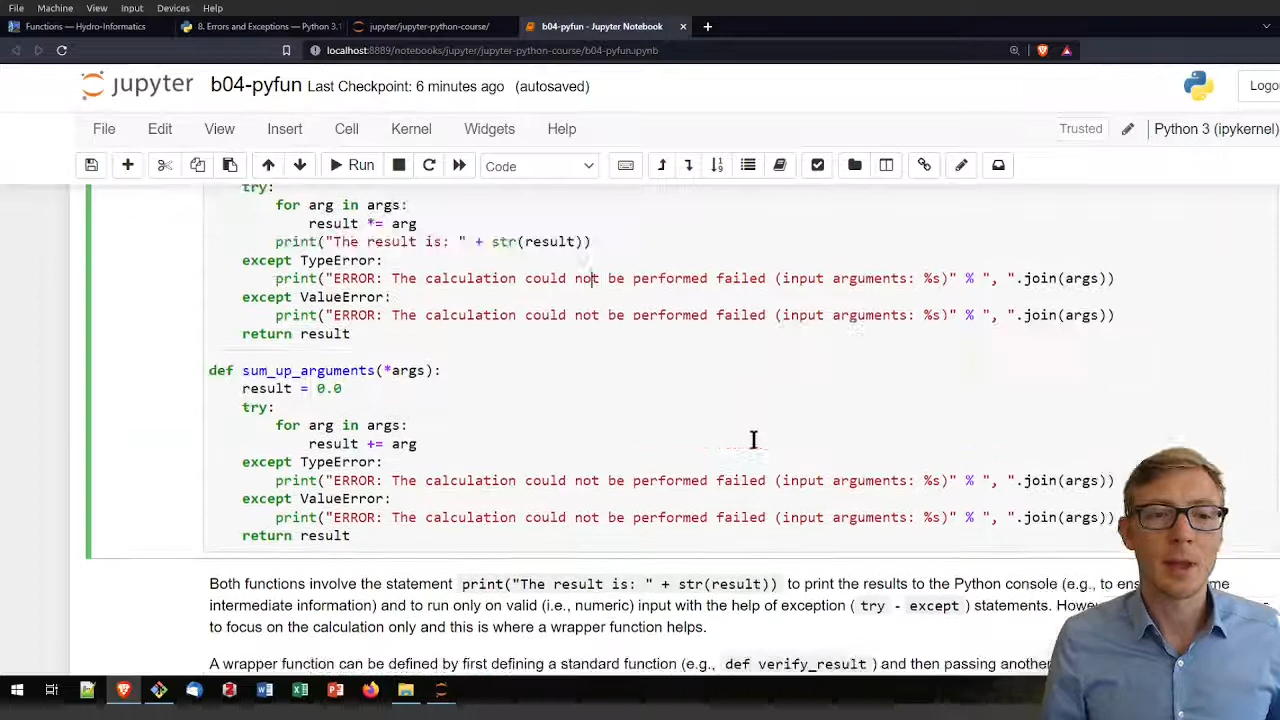 File Machine View Input Devices Help
Functions — Hydro-Informatics
8. Errors and Exceptions — Python 3.1
jupyter/jupyter-python-course/
b04-pyfun - Jupyter Notebook
localhost:8889/notebooks/jupyter/jupyter-python-course/b04-pyfun.ipynb
jupyter b04-pyfun Last Checkpoint: 6 minutes ago (autosaved)
File Edit View Insert Cell Kernel Widgets Help
Trusted Python 3 (ipykernel)
Run Code
try:
for arg in args:
result *= arg
print("The result is: " + str(result))
except TypeError:
print("ERROR: The calculation could not be performed failed (input arguments: %s)" % ", ".join(args))
except ValueError:
print("ERROR: The calculation could not be performed failed (input arguments: %s)" % ", ".join(args))
return result
def sum_up_arguments(*args):
result = 0.0
try:
for arg in args:
result += arg
except TypeError:
print("ERROR: The calculation could not be performed failed (input arguments: %s)" % ", ".join(args))
except ValueError:
print("ERROR: The calculation could not be performed failed (input arguments: %s)" % ", ".join(args))
return result
Both functions involve the statement print("The result is: " + str(result)) to print the results to the Python console (e.g., to
intermediate information) and to run only on valid (i.e., numeric) input with the help of exception ( try - except ) statements.
to focus on the calculation only and this is where a wrapper function helps.
A wrapper function can be defined by first defining a standard function (e.g., def verify_result ) and then passing